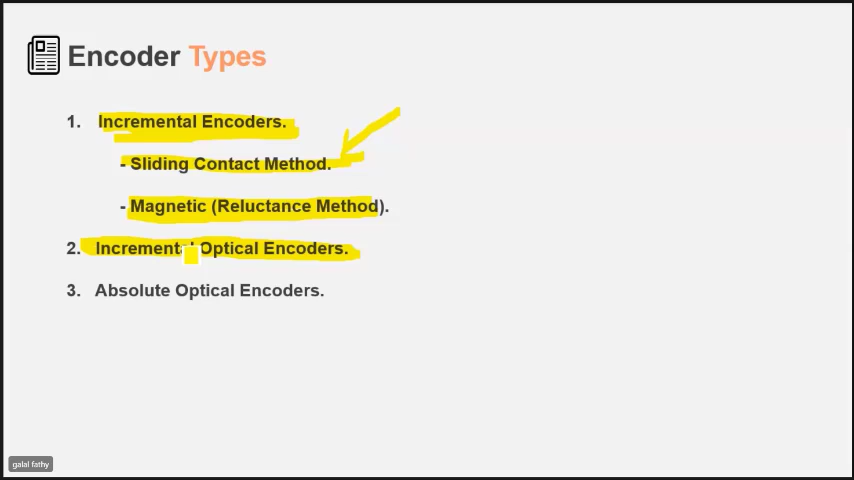 Encoder Types
1. Incremental Encoders.
- Sliding Contact Method.
- Magnetic (Reluctance Method).
2. Incremental Optical Encoders.
3. Absolute Optical Encoders.
galal fathy